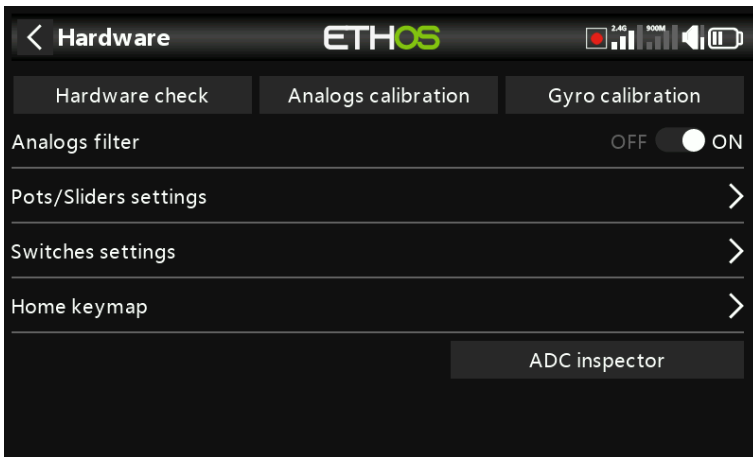 Hardware ETHOS 2.4G 900M
Hardware check Analogs calibration Gyro calibration
Analogs filter OFF ON
Pots/Sliders settings
Switches settings
Home keymap
ADC inspector